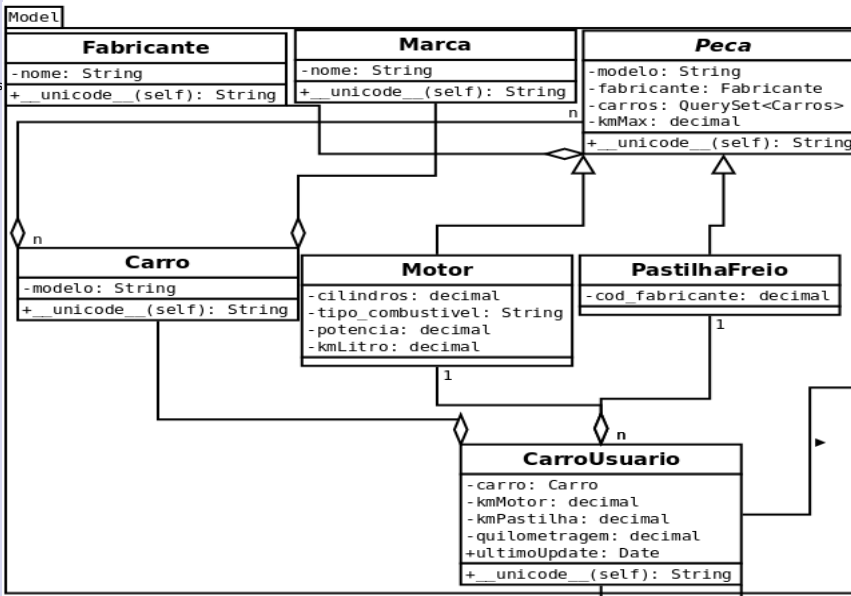 Model
Fabricante
-nome: String
+__unicode__(self): String
Marca
-nome: String
+__unicode__(self): String
Peca
-modelo: String
-fabricante: Fabricante
-carros: QuerySet<Carros>
-kmMax: decimal
+__unicode__(self): String
n
n
Carro
-modelo: String
+__unicode__(self): String
Motor
-cilindros: decimal
-tipo_combustivel: String
-potencia: decimal
-kmLitro: decimal
1
PastilhaFreio
-cod_fabricante: decimal
1
n
CarroUsuario
-carro: Carro
-kmMotor: decimal
-kmPastilha: decimal
-quilometragem: decimal
+ultimoUpdate: Date
+__unicode__(self): String